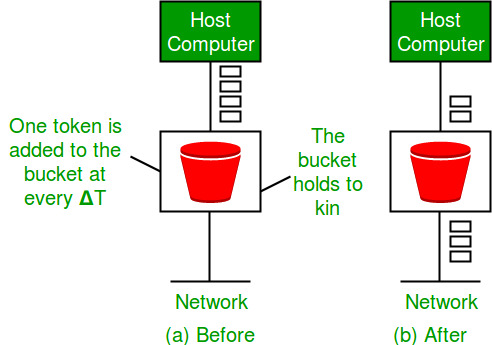 Host
Computer
Host
Computer
One token is
added to the
bucket at
every ΔT
The
bucket
holds to
kin
Network
Network
(a) Before
(b) After